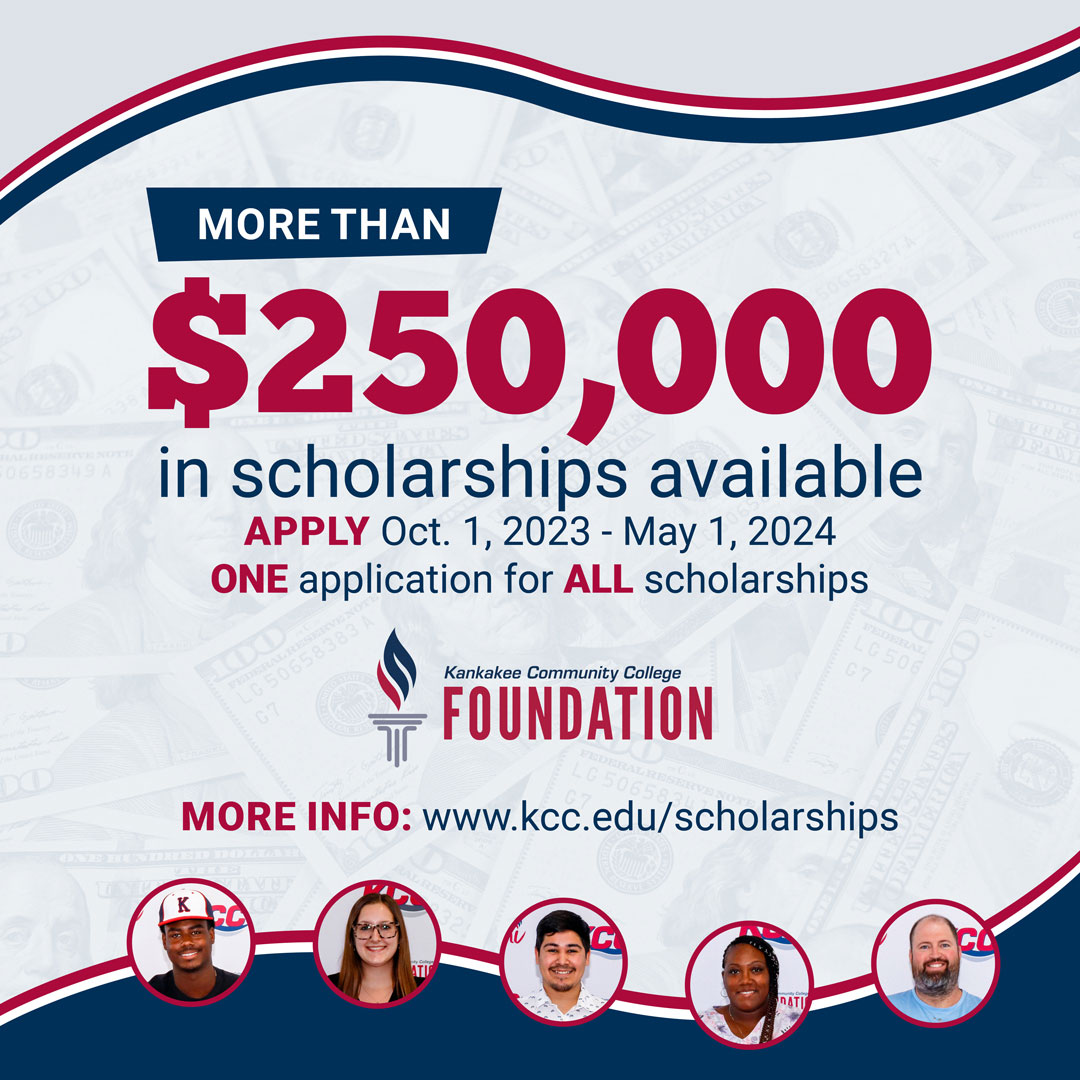 MORE THAN
$250,000
in scholarships available
APPLY Oct. 1, 2023 - May 1, 2024
ONE application for ALL scholarships
Kankakee Community College
FOUNDATION
MORE INFO: www.kcc.edu/scholarships